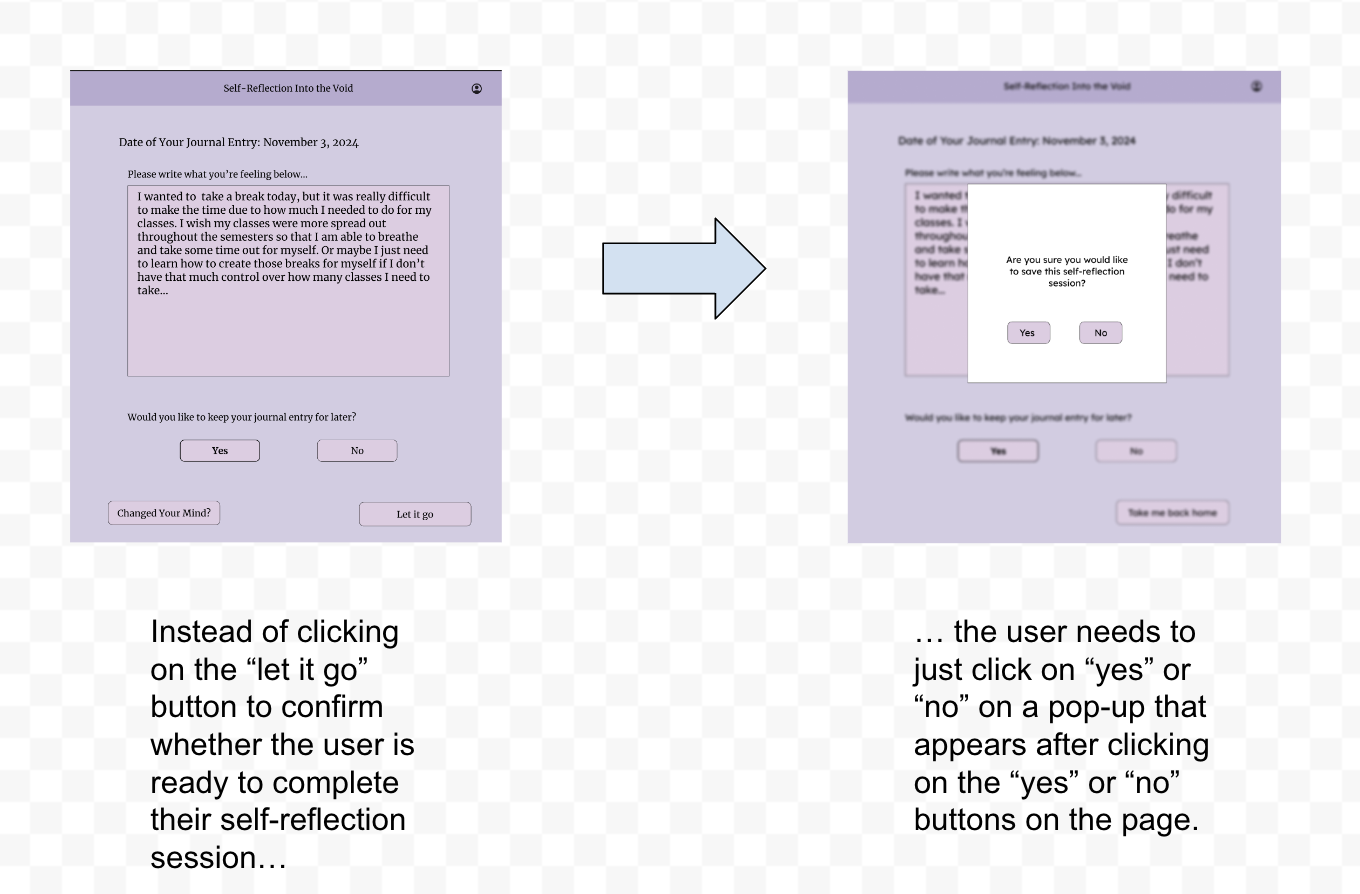 Self-Reflection Into the Void
Date of Your Journal Entry: November 3, 2024
Please write what you're feeling below...
I wanted to take a break today, but it was really difficult
to make the time due to how much I needed to do for my
classes. I wish my classes were more spread out
throughout the semesters so that I am able to breathe
and take some time out for myself. Or maybe I just need
to learn how to create those breaks for myself if I don't
have that much control over how many classes I need to
take...
Would you like to keep your journal entry for later?
Yes
No
Changed Your Mind?
Let it go
Self-Reflection Into the Void
Date of Your Journal Entry: November 3, 2024
Please write what you're feeling below...
I wanted t difficult
to make th do for my
classes. I w
throughou reathe
and take s ust need
to learn ho I don't
have that need to
take...
Are you sure you would like
to save this self-reflection
session?
Yes
No
Would you like to keep your journal entry for later?
Yes
No
Take me back home
Instead of clicking
on the “let it go”
button to confirm
whether the user is
ready to complete
their self-reflection
session…
… the user needs to
just click on “yes” or
“no” on a pop-up that
appears after clicking
on the “yes” or “no”
buttons on the page.